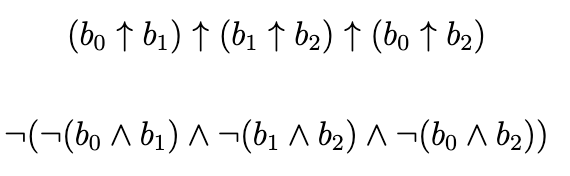 (b₀ ↑ b₁) ↑ (b₁ ↑ b₂) ↑ (b₀ ↑ b₂)
¬(¬(b₀ ∧ b₁) ∧ ¬(b₁ ∧ b₂) ∧ ¬(b₀ ∧ b₂))